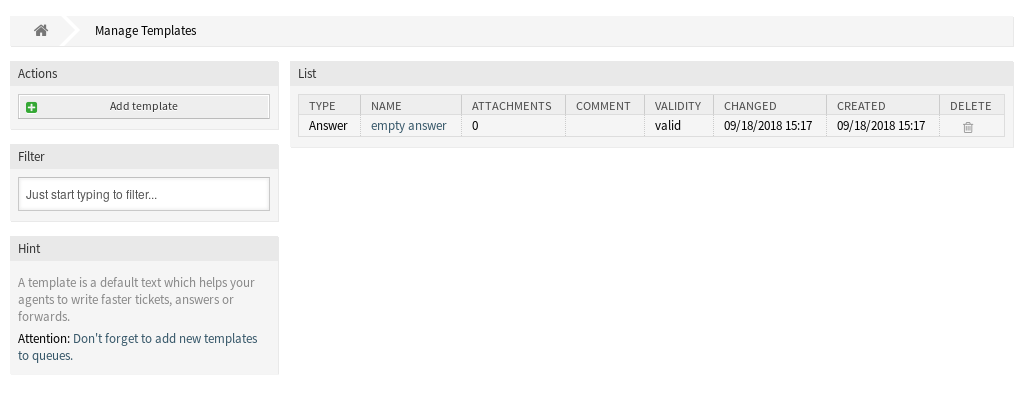 Manage Templates
Actions
Add template
Filter
Just start typing to filter...
Hint
A template is a default text which helps your
agents to write faster tickets, answers or
forwards.
Attention: Don't forget to add new templates
to queues.
List
TYPE NAME ATTACHMENTS COMMENT VALIDITY CHANGED CREATED DELETE
Answer empty answer 0 valid 09/18/2018 15:17 09/18/2018 15:17